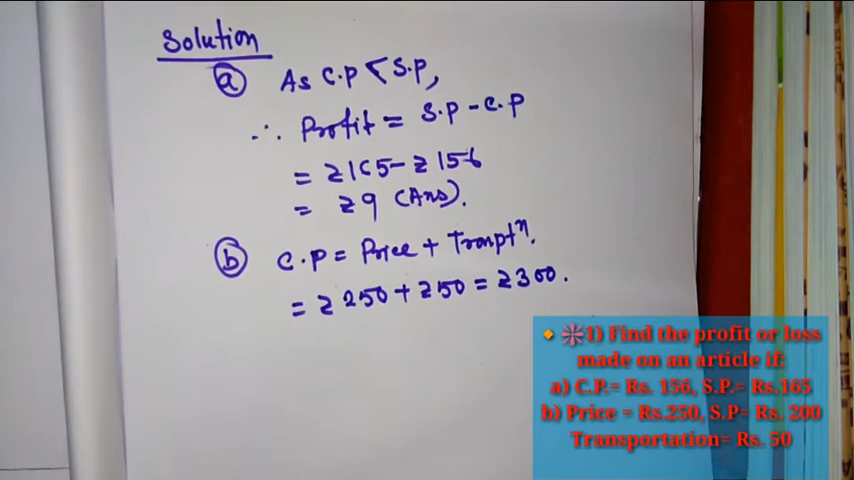 Solution
(a) As C.P < S.P,
∴ Profit = S.P - C.P
= ₹165 - ₹156
= ₹9 (Ans).
(b) C.P = Price + Tranptⁿ.
= ₹250 + ₹50 = ₹300.
1) Find the profit or loss
made on an article if:
a) C.P.= Rs. 156, S.P.= Rs.165
b) Price = Rs.250, S.P= Rs. 200
Transportation= Rs. 50